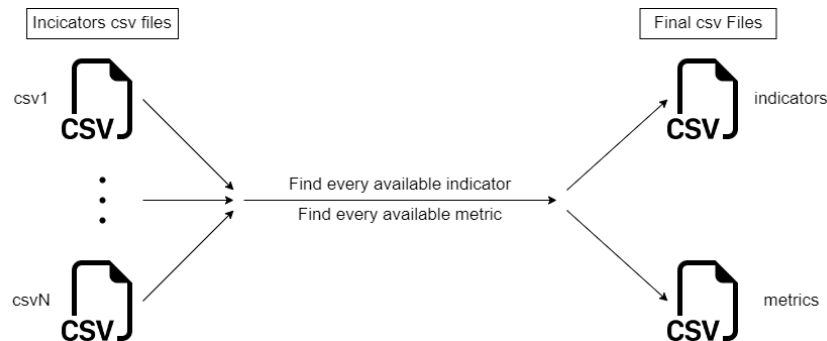 Incicators csv files
Final csv Files
csv1
CSV
CSV
indicators
Find every available indicator
Find every available metric
csvN
CSV
CSV
metrics